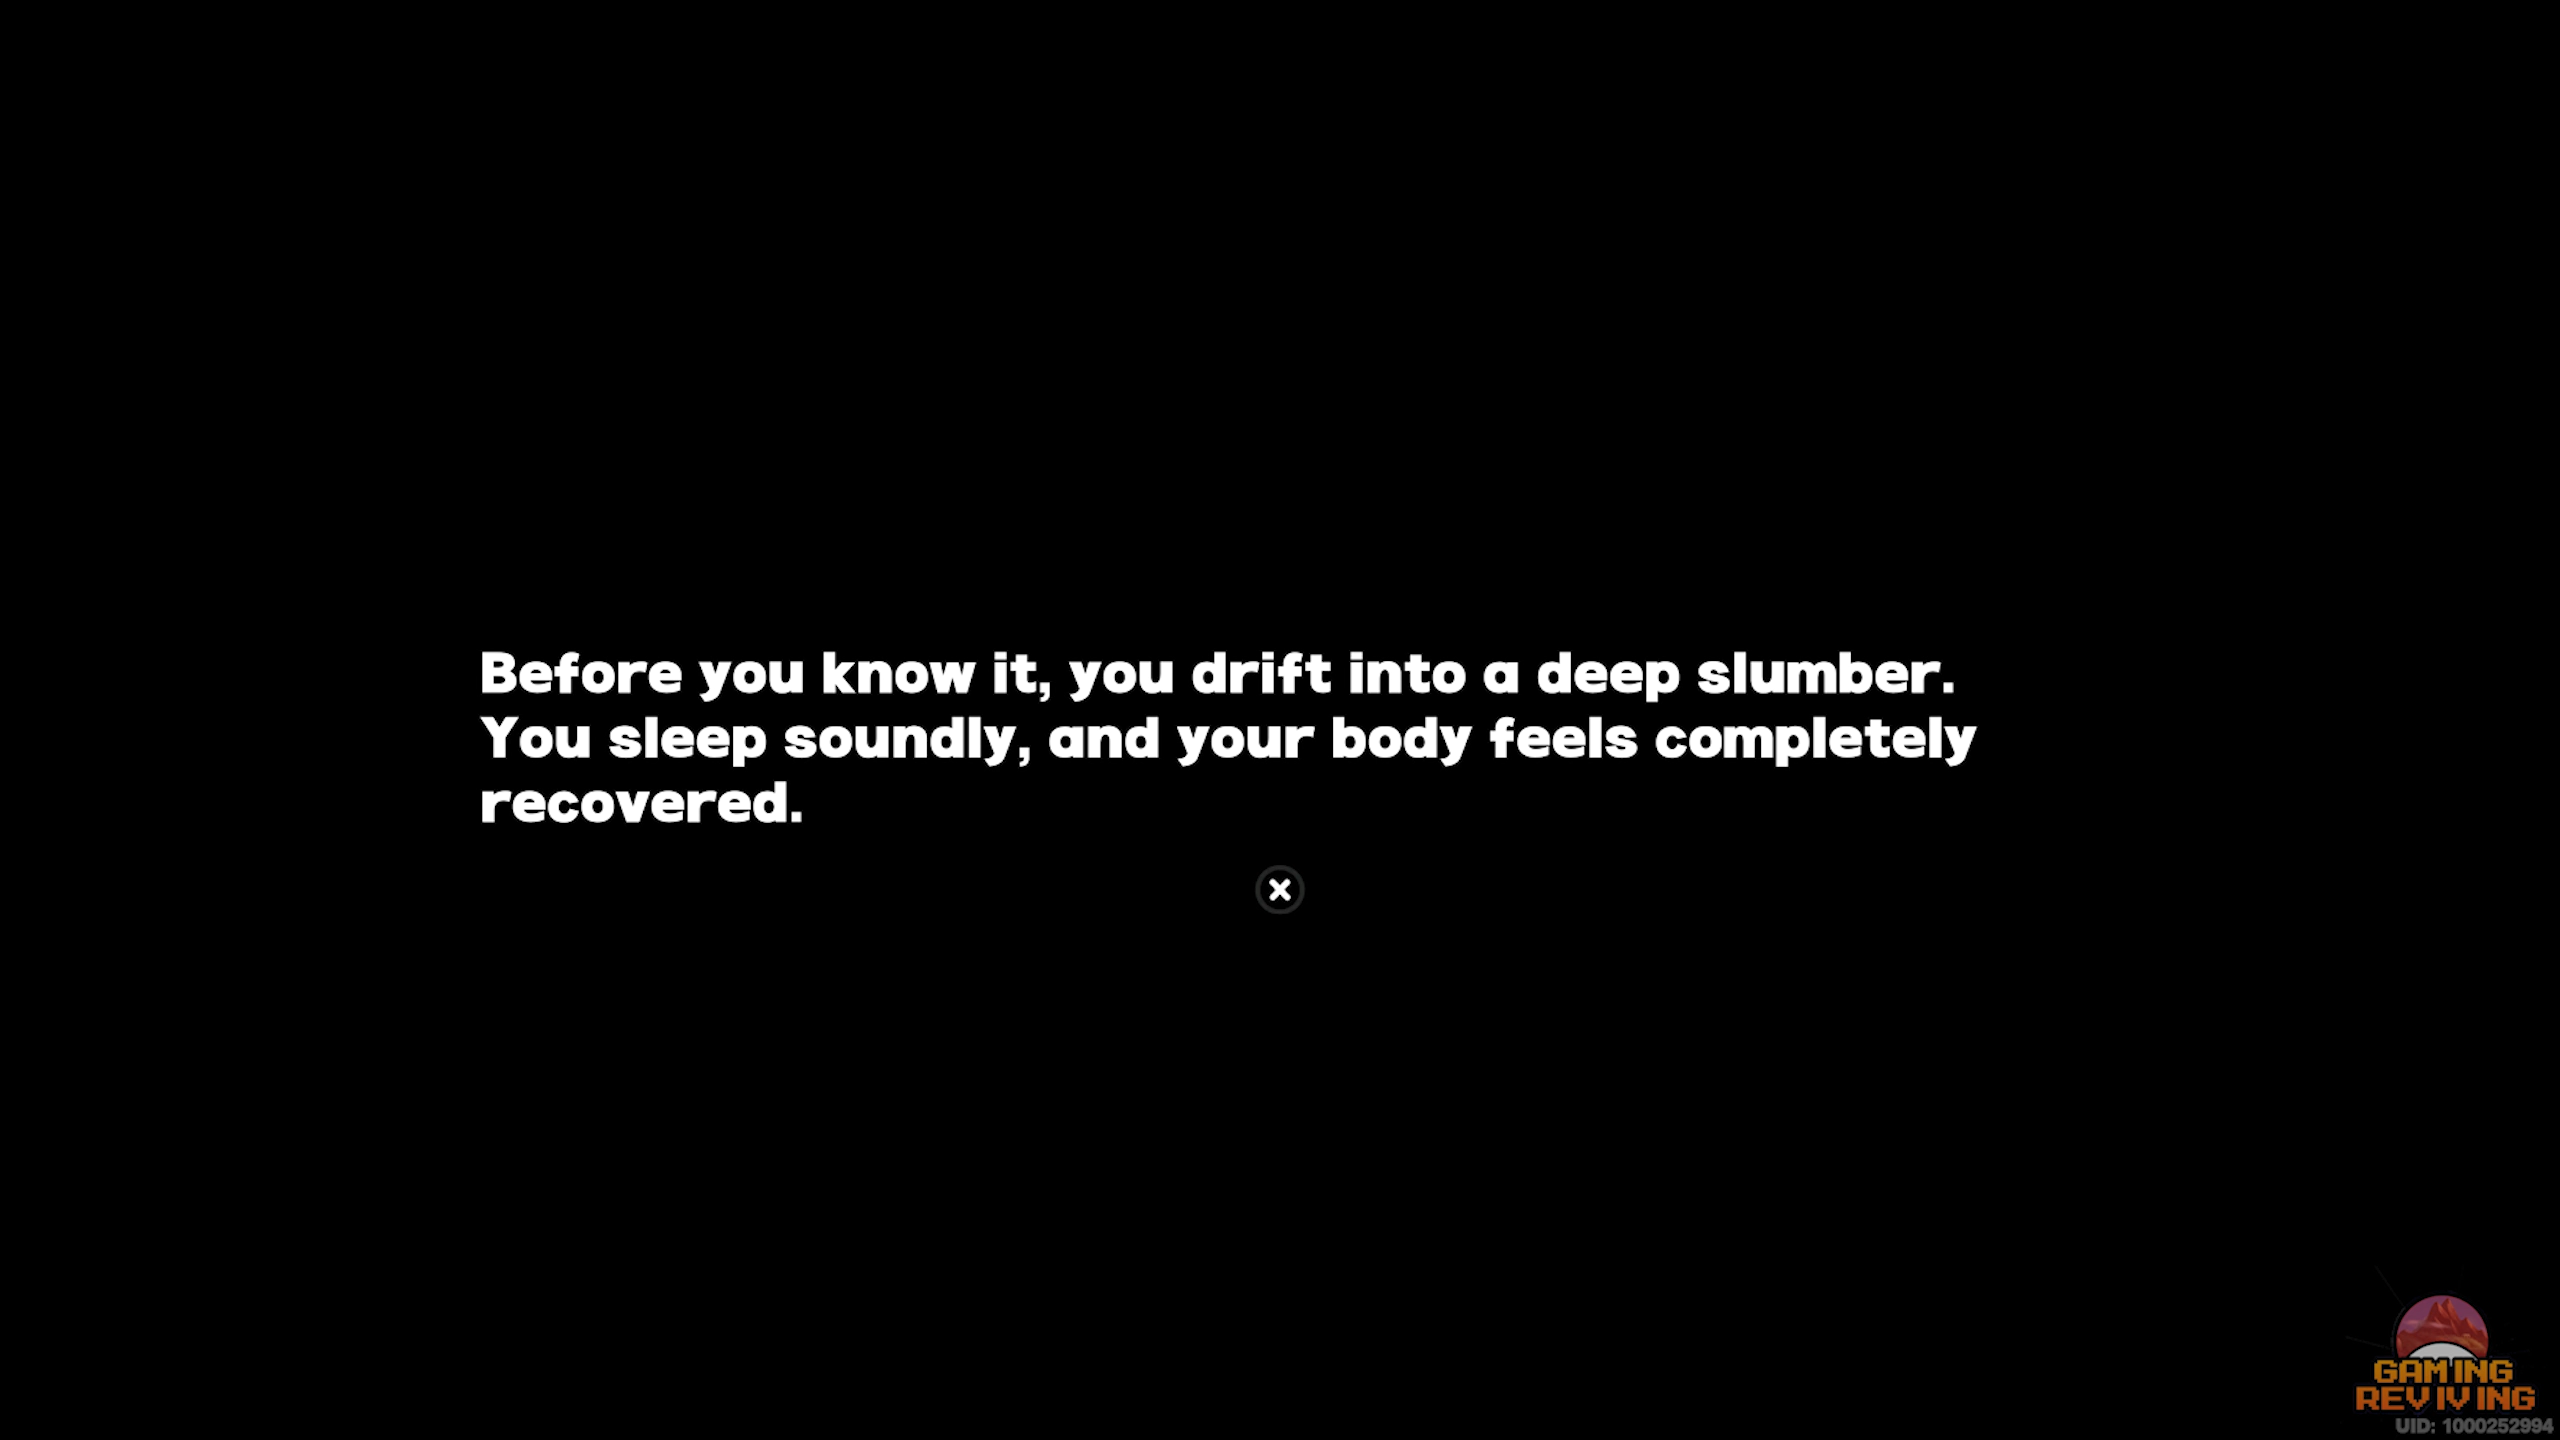 Before you know it, you drift into a deep slumber.
You sleep soundly, and your body feels completely
recovered.
GAMING
REVIVING
UID: 1000252994